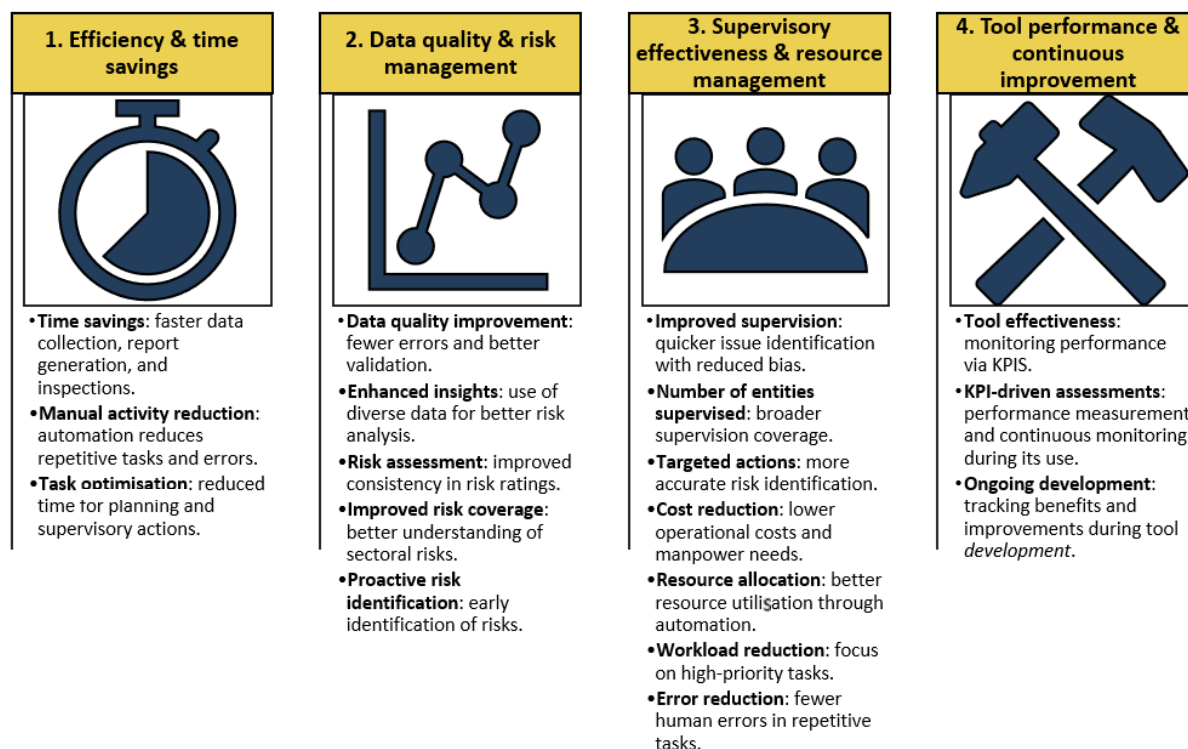 1. Efficiency & time
savings
•Time savings: faster data
collection, report
generation, and
inspections.
•Manual activity reduction:
automation reduces
repetitive tasks and errors.
•Task optimisation: reduced
time for planning and
supervisory actions.
2. Data quality & risk
management
•Data quality improvement:
fewer errors and better
validation.
•Enhanced insights: use of
diverse data for better risk
analysis.
•Risk assessment: improved
consistency in risk ratings.
•Improved risk coverage:
better understanding of
sectoral risks.
•Proactive risk
identification: early
identification of risks.
3. Supervisory
effectiveness & resource
management
•Improved supervision:
quicker issue identification
with reduced bias.
•Number of entities
supervised: broader
supervision coverage.
•Targeted actions: more
accurate risk identification.
•Cost reduction: lower
operational costs and
manpower needs.
•Resource allocation: better
resource utilisation through
automation.
•Workload reduction: focus
on high-priority tasks.
•Error reduction: fewer
human errors in repetitive
tasks.
4. Tool performance &
continuous
improvement
•Tool effectiveness:
monitoring performance
via KPIS.
•KPI-driven assessments:
performance measurement
and continuous monitoring
during its use.
•Ongoing development:
tracking benefits and
improvements during tool
development.